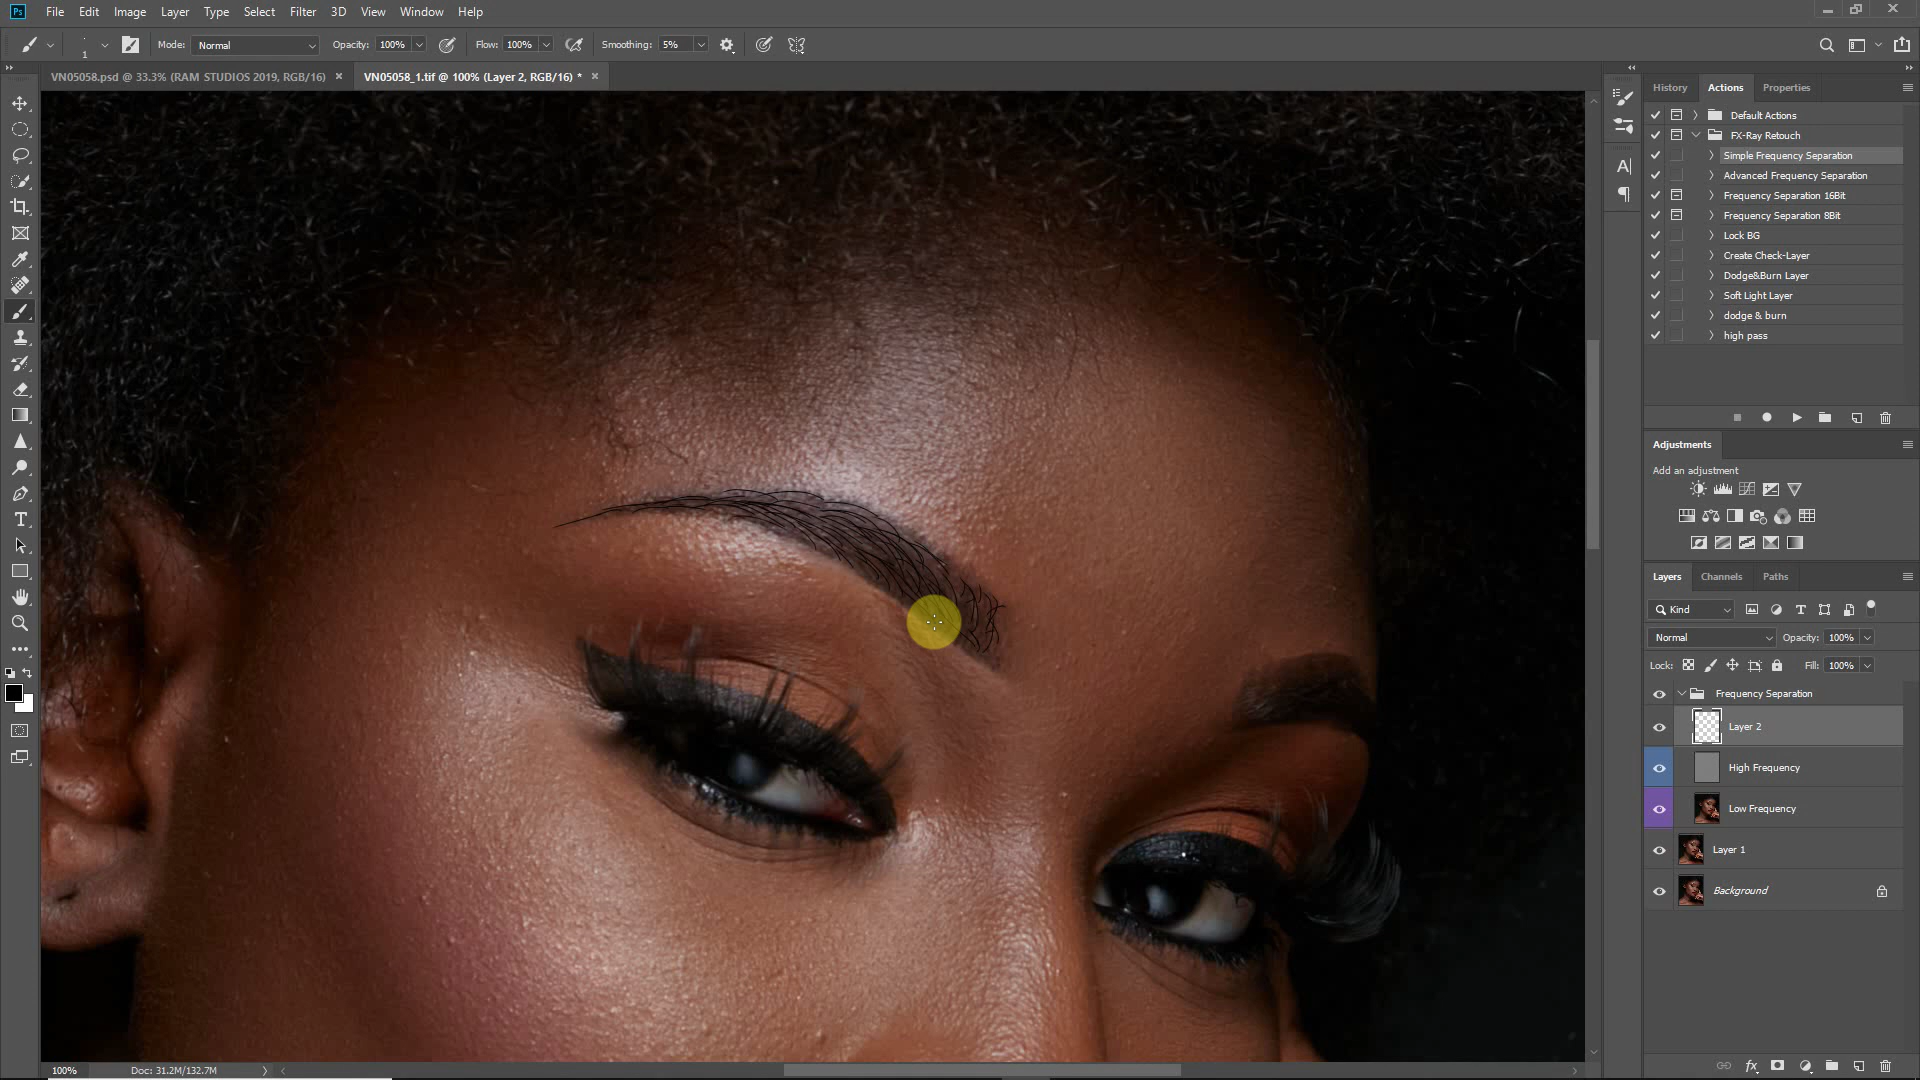 Ps File Edit Image Layer Type Select Filter 3D View Window Help
1 Mode: Normal Opacity: 100% Flow: 100% Smoothing: 5%
VN05058.psd @ 33.3% (RAM STUDIOS 2019, RGB/16) VN05058_1.tif @ 100% (Layer 2, RGB/16) *
History Actions Properties
Default Actions
FX-Ray Retouch
Simple Frequency Separation
Advanced Frequency Separation
Frequency Separation 16Bit
Frequency Separation 8Bit
Lock BG
Create Check-Layer
Dodge&Burn Layer
Soft Light Layer
dodge & burn
high pass
Adjustments
Add an adjustment
Layers Channels Paths
Kind
Normal Opacity: 100%
Lock: Fill: 100%
Frequency Separation
Layer 2
High Frequency
Low Frequency
Layer 1
Background
100% Doc: 31.2M/132.7M